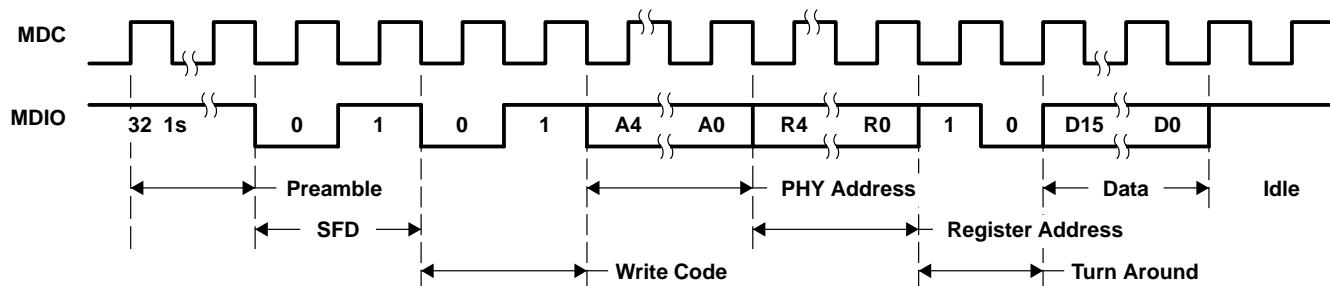 MDC
MDIO
32 1s 0 1 0 1 A4 A0 R4 R0 1 0 D15 D0
Preamble PHY Address Data Idle
SFD Register Address
Write Code Turn Around